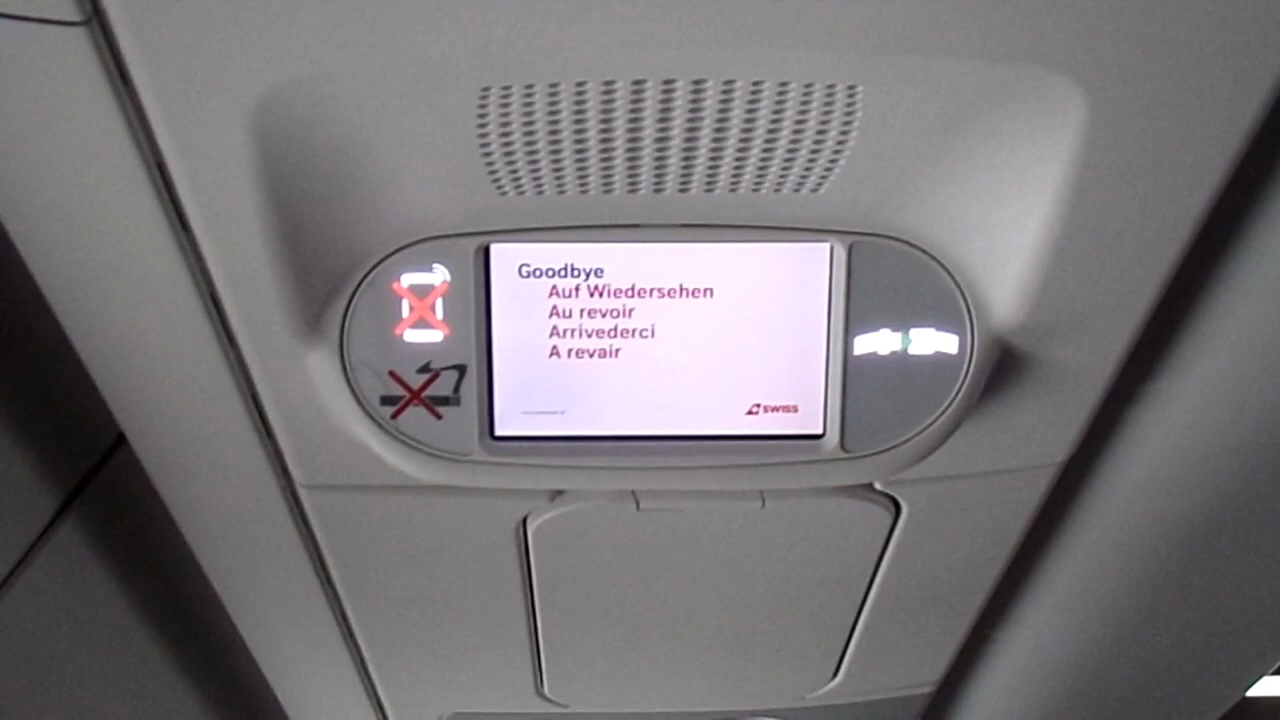 Goodbye
Auf Wiedersehen
Au revoir
Arrivederci
A revair
SWISS